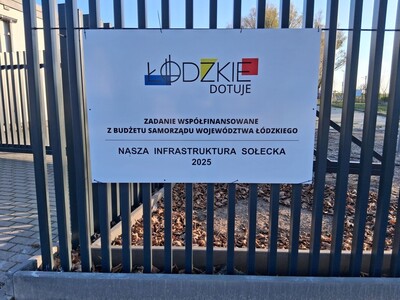 ŁÓDZKIE
DOTUJE
ZADANIE WSPÓŁFINANSOWANE
Z BUDŻETU SAMORZĄDU WOJEWÓDZTWA ŁÓDZKIEGO
NASZA INFRASTRUKTURA SOŁECKA
2025